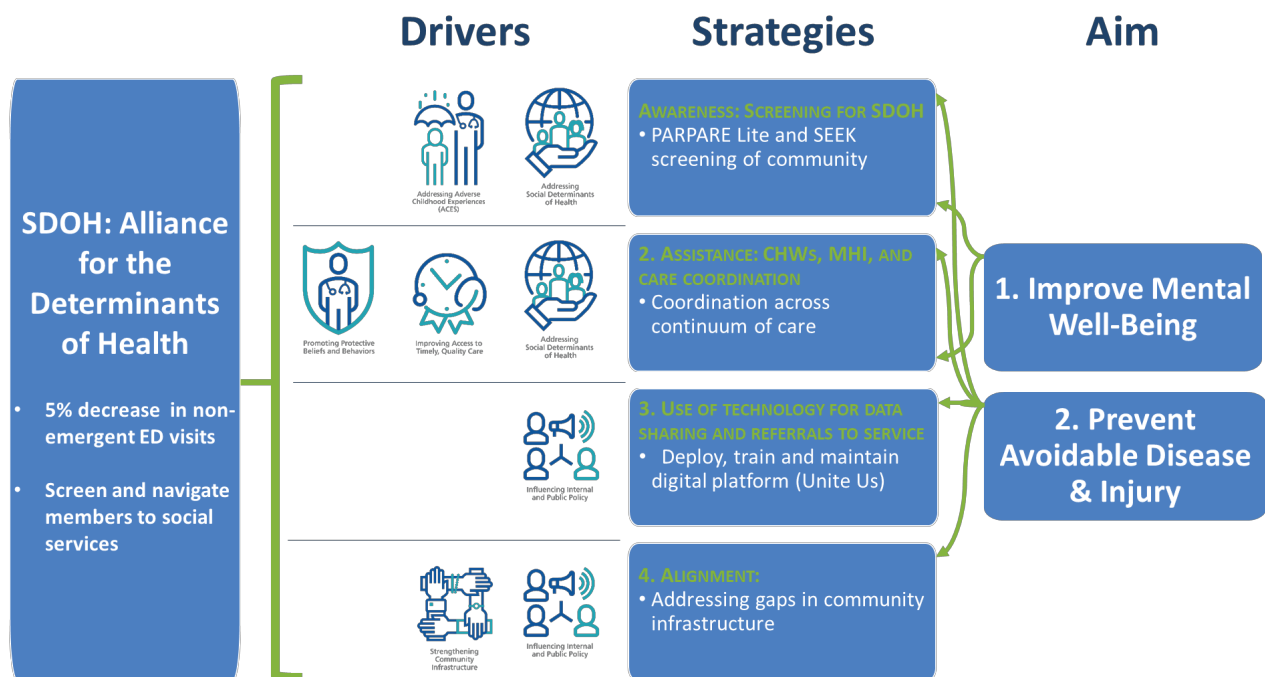 Drivers
Strategies
Aim
SDOH: Alliance
for the
Determinants
of Health
• 5% decrease in non-
emergent ED visits
• Screen and navigate
members to social
services
Addressing Adverse
Childhood Experiences
(ACES)
Addressing
Social Determinants
of Health
AWARENESS: SCREENING FOR SDOH
• PARPARE Lite and SEEK
screening of community
Promoting Protective
Beliefs and Behaviors
Improving Access to
Timely, Quality Care
Addressing
Social Determinants
of Health
2. ASSISTANCE: CHWS, MHI, AND
CARE COORDINATION
• Coordination across
continuum of care
Influencing Internal
and Public Policy
3. USE OF TECHNOLOGY FOR DATA
SHARING AND REFERRALS TO SERVICE
• Deploy, train and maintain
digital platform (Unite Us)
Strengthening
Community
Infrastructure
Influencing Internal
and Public Policy
4. ALIGNMENT:
• Addressing gaps in community
infrastructure
1. Improve Mental
Well-Being
2. Prevent
Avoidable Disease
& Injury